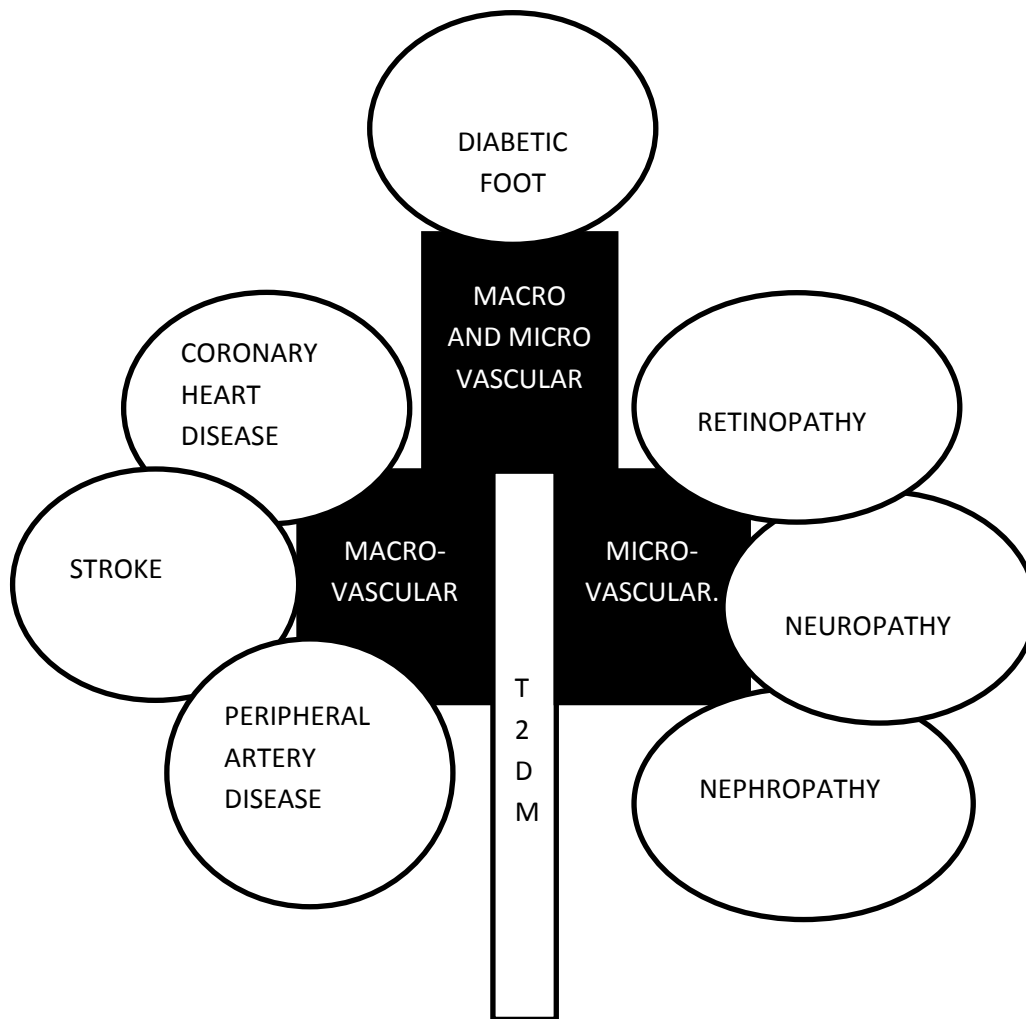 DIABETIC
FOOT
MACRO
AND MICRO
VASCULAR
CORONARY
HEART
DISEASE
RETINOPATHY
STROKE
MACRO-
VASCULAR
MICRO-
VASCULAR.
NEUROPATHY
PERIPHERAL
ARTERY
DISEASE
T
2
D
M
NEPHROPATHY